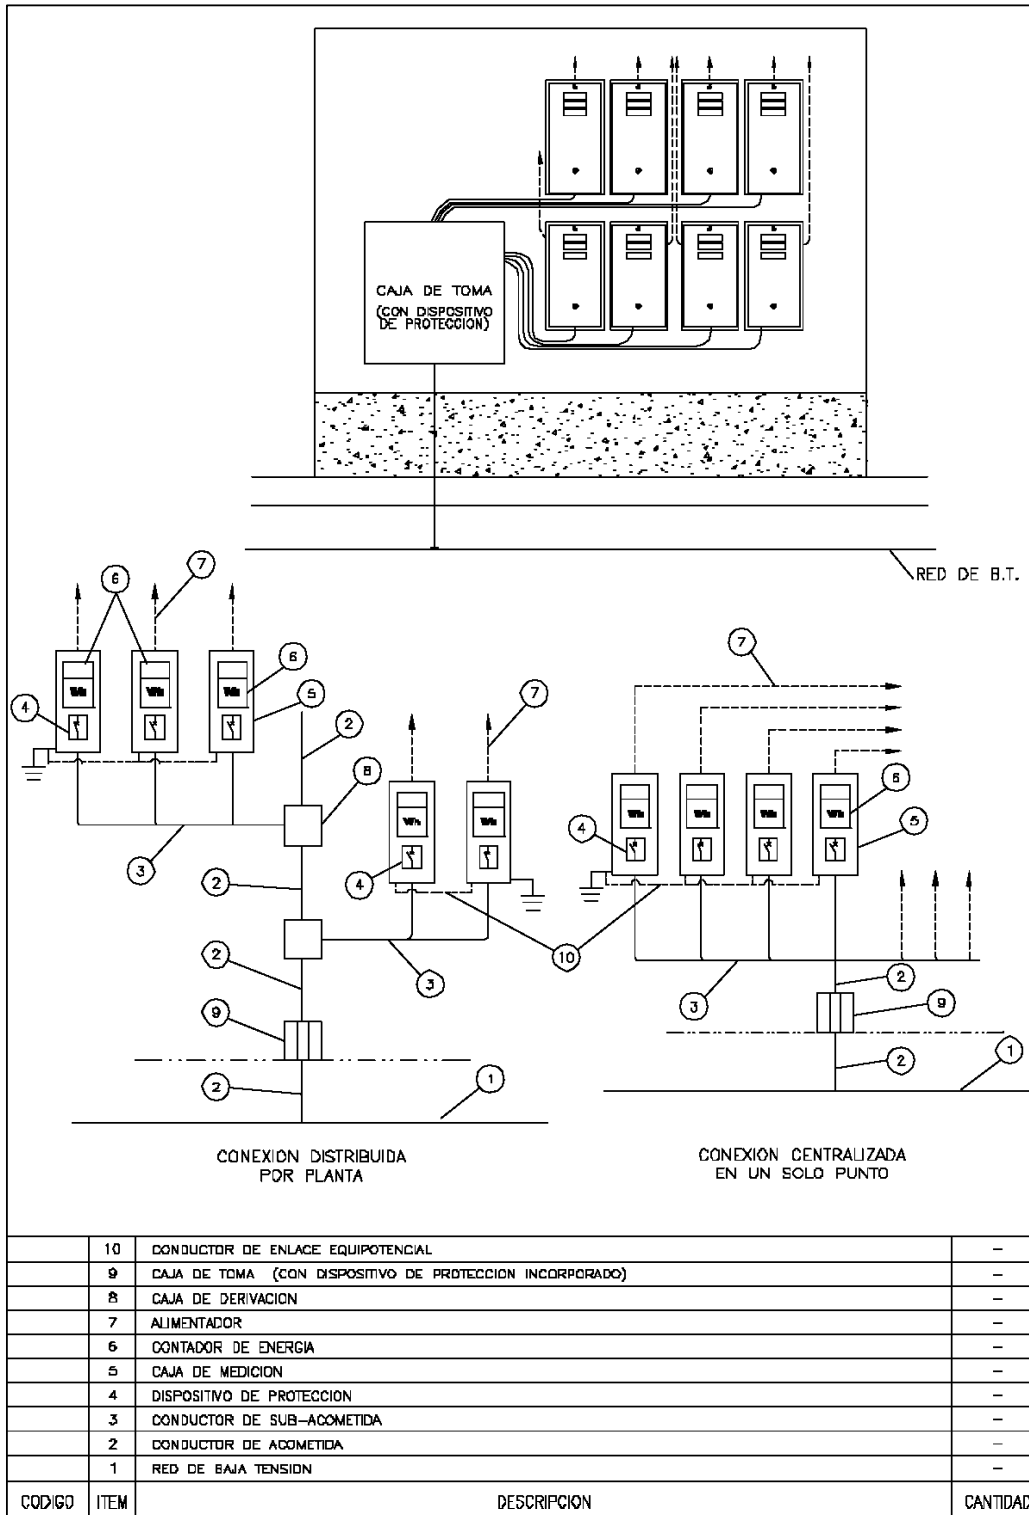 CAJA DE TOMA
(CON DISPOSITIVO
DE PROTECCION)
RED DE B.T.
6
7
6
4
5
2
7
8
3
4
2
10
2
3
9
2
1
CONEXION DISTRIBUIDA
POR PLANTA
7
6
4
5
3
2
9
2
1
CONEXION CENTRALIZADA
EN UN SOLO PUNTO
10 CONDUCTOR DE ENLACE EQUIPOTENCIAL –
9 CAJA DE TOMA (CON DISPOSITIVO DE PROTECCION INCORPORADO) –
8 CAJA DE DERIVACION –
7 ALIMENTADOR –
6 CONTADOR DE ENERGIA –
5 CAJA DE MEDICION –
4 DISPOSITIVO DE PROTECCION –
3 CONDUCTOR DE SUB-ACOMETIDA –
2 CONDUCTOR DE ACOMETIDA –
1 RED DE BAJA TENSION –
CODIGO ITEM DESCRIPCION CANTIDAD